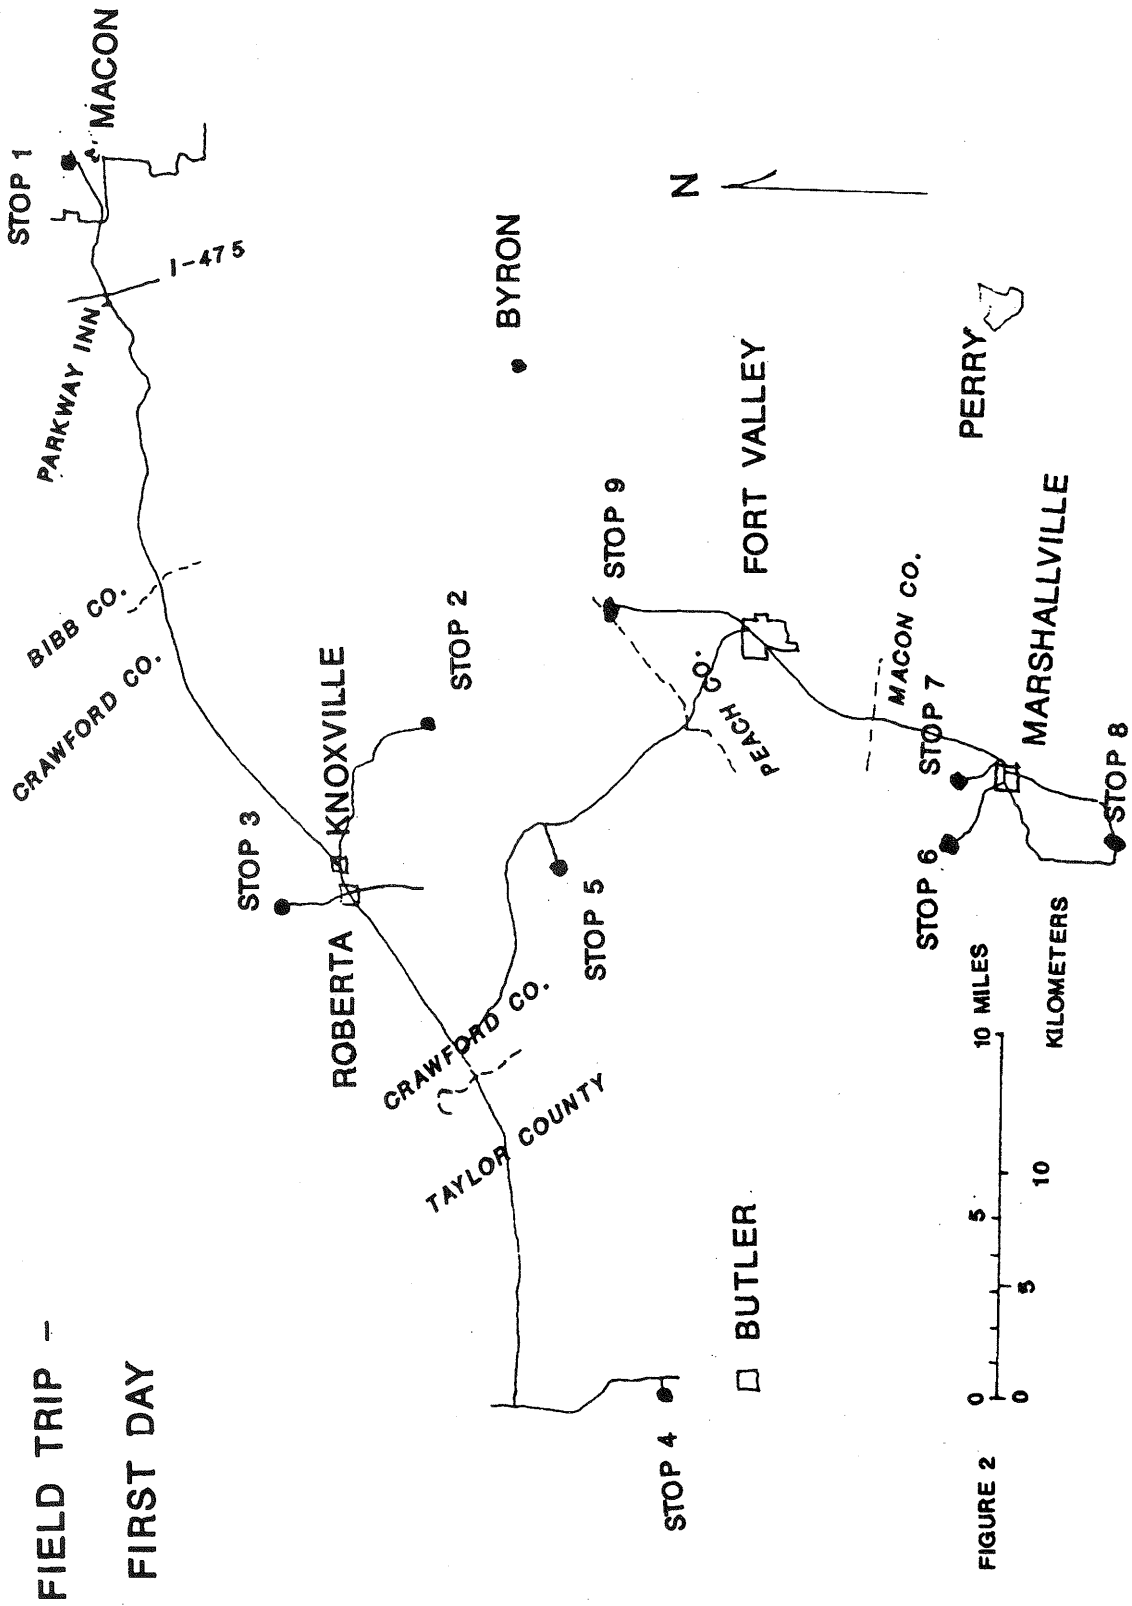 FIELD TRIP –
FIRST DAY
STOP 1
MACON
I-475
PARKWAY INN
BIBB CO.
CRAWFORD CO.
BYRON
N
STOP 3
KNOXVILLE
STOP 2
ROBERTA
STOP 9
CRAWFORD CO.
TAYLOR COUNTY
STOP 5
PEACH CO.
FORT VALLEY
PERRY
STOP 4
BUTLER
MACON CO.
STOP 7
STOP 6
MARSHALLVILLE
STOP 8
0 5 10 MILES
0 5 10 KILOMETERS
FIGURE 2